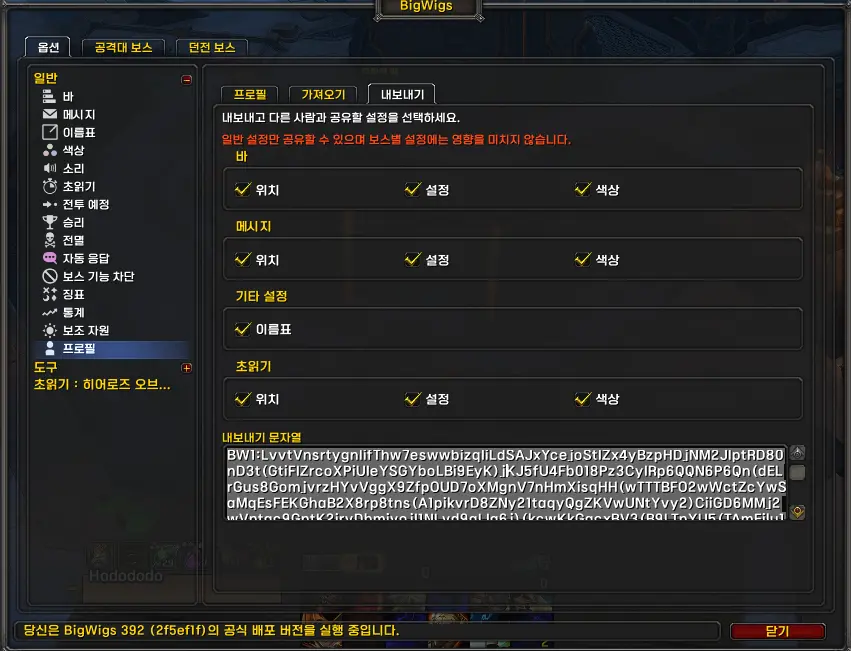 BigWigs
옵션 공격대 보스 던전 보스
일반
바
메시지
이름표
색상
소리
초읽기
전투 예정
승리
전멸
자동 응답
보스 기능 차단
징표
통계
보조 자원
프로필
도구
초읽기 : 히어로즈 오브...
프로필 가져오기 내보내기
내보내고 다른 사람과 공유할 설정을 선택하세요.
일반 설정만 공유할 수 있으며 보스별 설정에는 영향을 미치지 않습니다.
바
위치 설정 색상
메시지
위치 설정 색상
기타 설정
이름표
초읽기
위치 설정 색상
내보내기 문자열
Hodododo
당신은 BigWigs 392 (2f5ef1f)의 공식 배포 버전을 실행 중입니다.
닫기